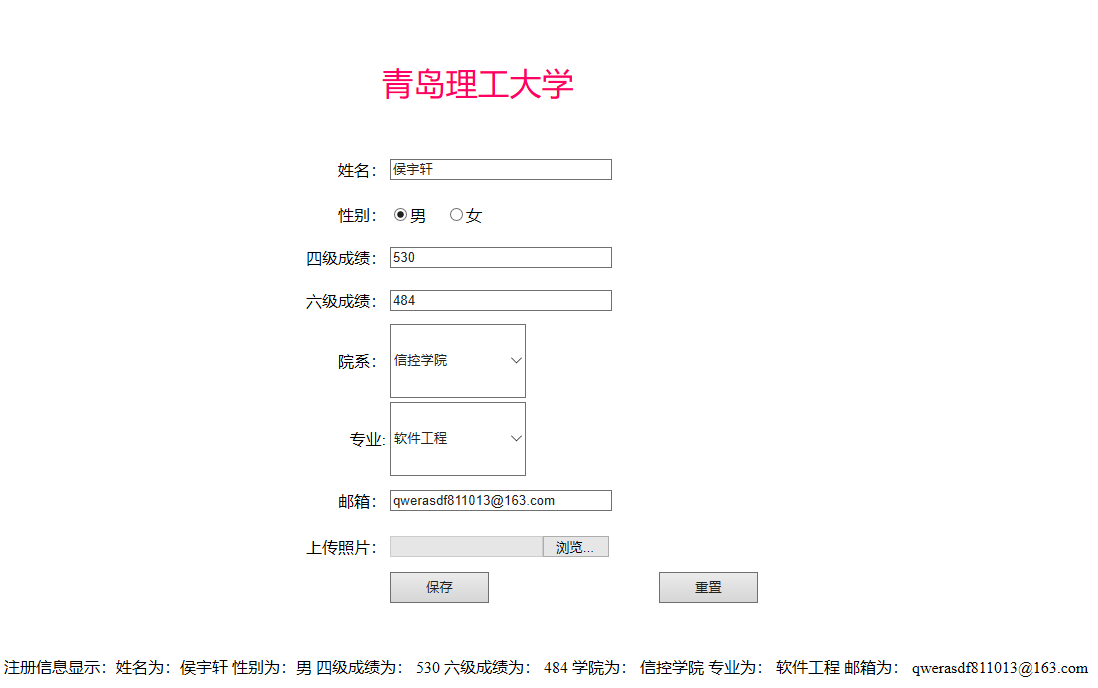 青岛理工大学
姓名： 侯宇轩
性别： 男 女
四级成绩： 530
六级成绩： 484
院系： 信控学院
专业: 软件工程
邮箱： qwerasdf811013@163.com
上传照片： 浏览...
保存 重置
注册信息显示：姓名为：侯宇轩 性别为：男 四级成绩为： 530 六级成绩为： 484 学院为： 信控学院 专业为： 软件工程 邮箱为： qwerasdf811013@163.com